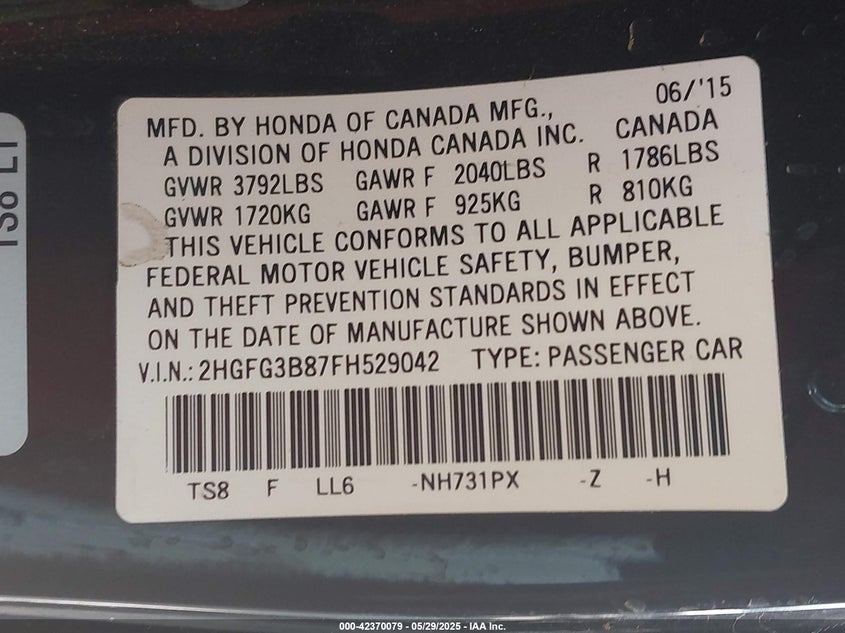 TS8 LT
MFD. BY HONDA OF CANADA MFG., 06/'15
A DIVISION OF HONDA CANADA INC. CANADA
GVWR 3792LBS GAWR F 2040LBS R 1786LBS
GVWR 1720KG GAWR F 925KG R 810KG
THIS VEHICLE CONFORMS TO ALL APPLICABLE
FEDERAL MOTOR VEHICLE SAFETY, BUMPER,
AND THEFT PREVENTION STANDARDS IN EFFECT
ON THE DATE OF MANUFACTURE SHOWN ABOVE.
V.I.N.: 2HGFG3B87FH529042 TYPE: PASSENGER CAR
TS8 F LL6 -NH731PX -Z -H
000-42370079 - 05/29/2025 - IAA Inc.